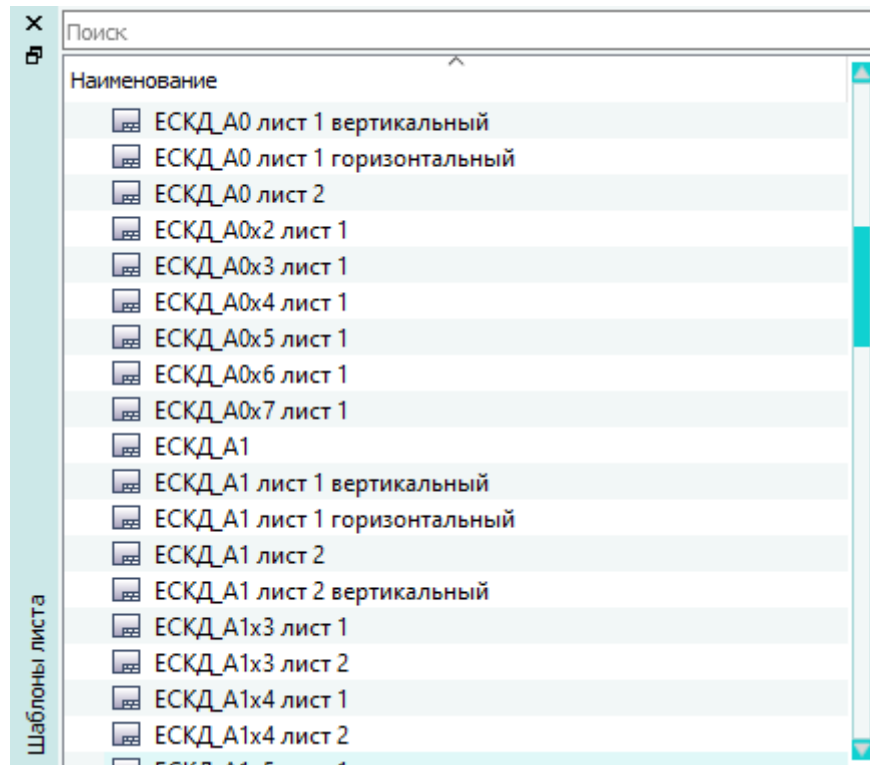 Поиск
Наименование
ЕСКД_А0 лист 1 вертикальный
ЕСКД_А0 лист 1 горизонтальный
ЕСКД_А0 лист 2
ЕСКД_А0х2 лист 1
ЕСКД_А0х3 лист 1
ЕСКД_А0х4 лист 1
ЕСКД_А0х5 лист 1
ЕСКД_А0х6 лист 1
ЕСКД_А0х7 лист 1
ЕСКД_А1
ЕСКД_А1 лист 1 вертикальный
ЕСКД_А1 лист 1 горизонтальный
ЕСКД_А1 лист 2
ЕСКД_А1 лист 2 вертикальный
ЕСКД_А1х3 лист 1
ЕСКД_А1х3 лист 2
ЕСКД_А1х4 лист 1
ЕСКД_А1х4 лист 2
Шаблоны листа